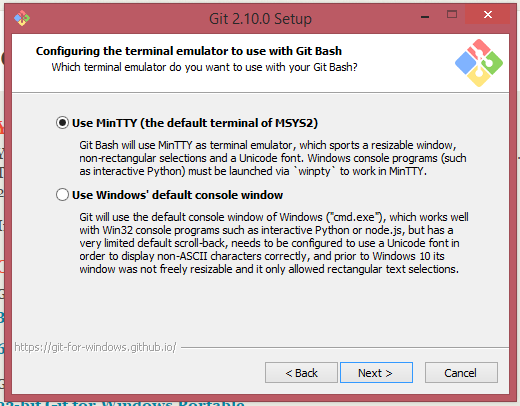 Git 2.10.0 Setup
Configuring the terminal emulator to use with Git Bash
Which terminal emulator do you want to use with your Git Bash?
Use MinTTY (the default terminal of MSYS2)
Git Bash will use MinTTY as terminal emulator, which sports a resizable window,
non-rectangular selections and a Unicode font. Windows console programs (such
as interactive Python) must be launched via `winpty` to work in MinTTY.
Use Windows' default console window
Git will use the default console window of Windows ("cmd.exe"), which works well
with Win32 console programs such as interactive Python or node.js, but has a
very limited default scroll-back, needs to be configured to use a Unicode font in
order to display non-ASCII characters correctly, and prior to Windows 10 its
window was not freely resizable and it only allowed rectangular text selections.
https://git-for-windows.github.io/
< Back
Next >
Cancel
-bit Git for Windows Portable